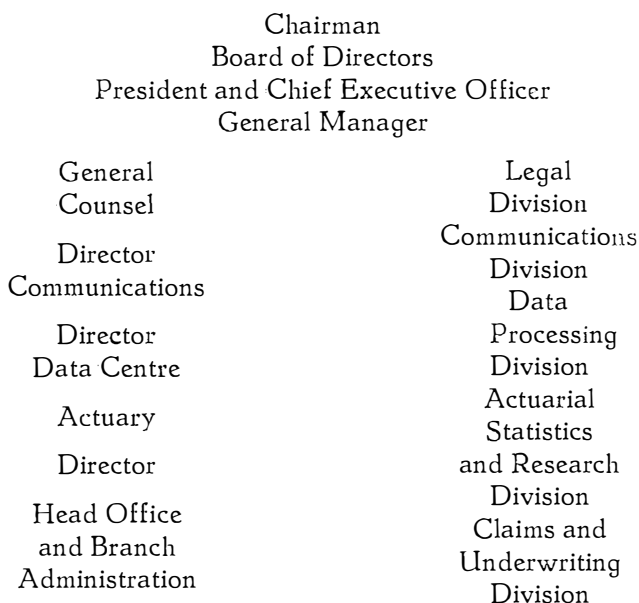 Chairman
Board of Directors
President and Chief Executive Officer
General Manager
General
Counsel
Director
Communications
Director
Data Centre
Actuary
Director
Head Office
and Branch
Administration
Legal
Division
Communications
Division
Data
Processing
Division
Actuarial
Statistics
and Research
Division
Claims and
Underwriting
Division